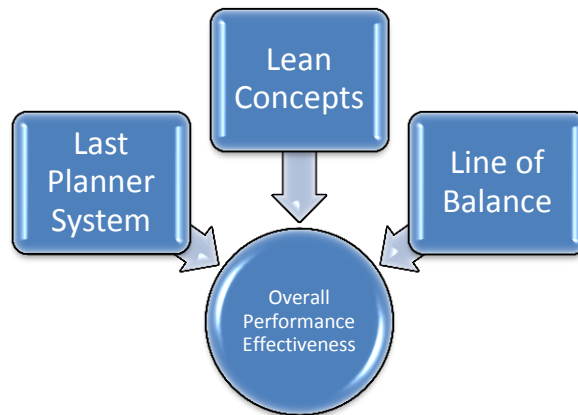 Lean
Concepts
Last
Planner
System
Line of
Balance
Overall
Performance
Effectiveness